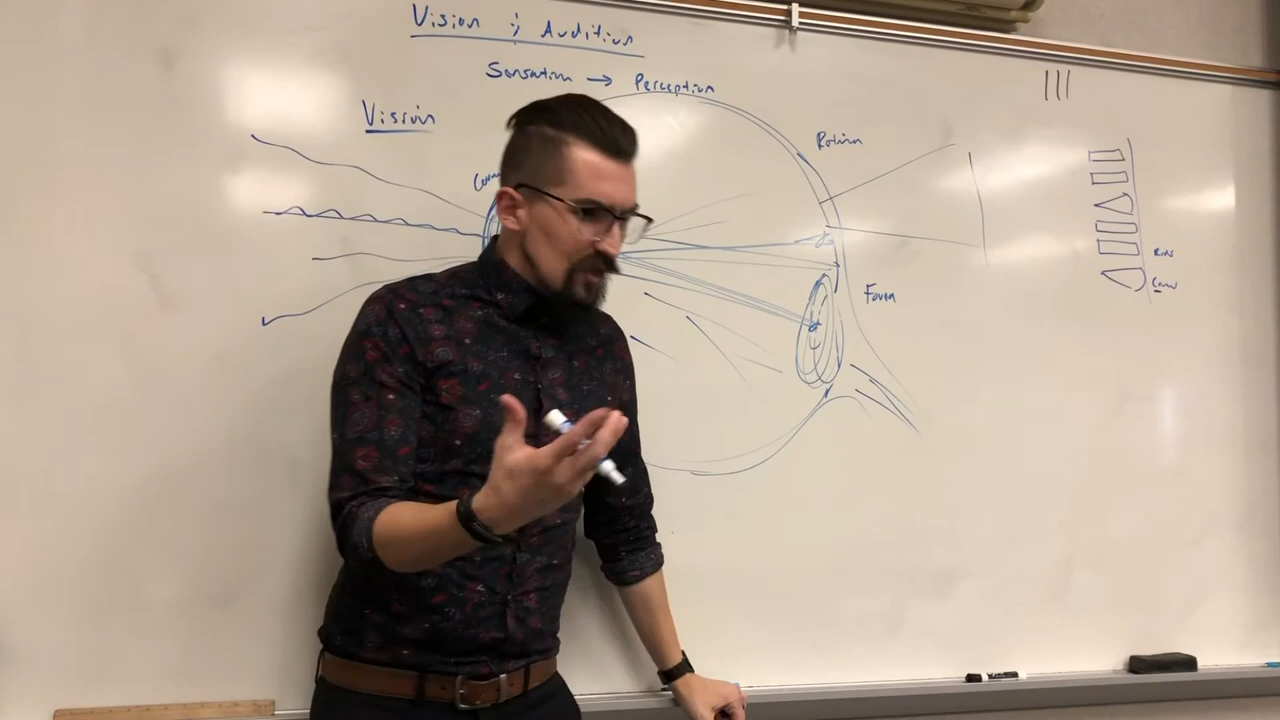 Vision & Audition
Sensation → Perception
Vision
Retina
Fovea
Rods
Cones